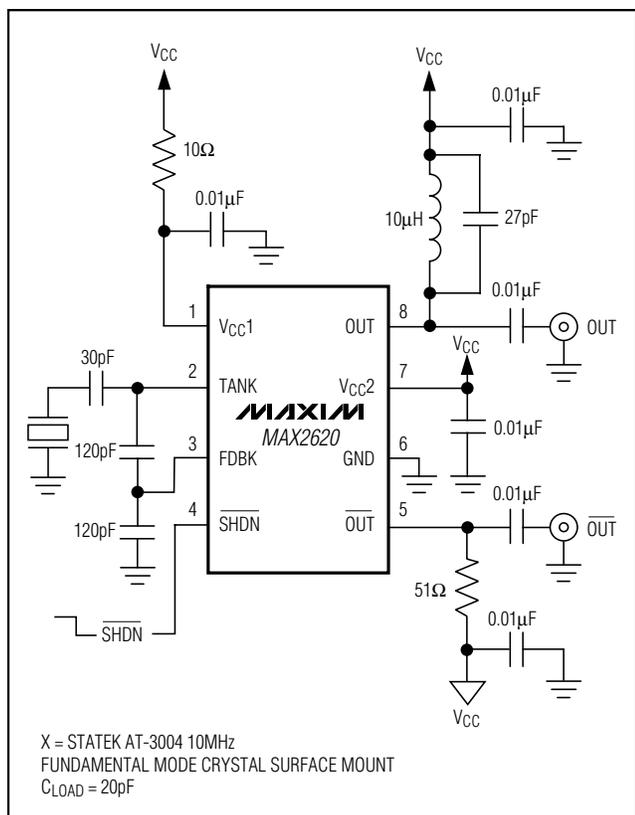 VCC
10Ω
0.01µF
VCC
0.01µF
10µH
27pF
0.01µF
OUT
1
VCC1
OUT
8
VCC
30pF
2
TANK
VCC2
7
MAXIM
MAX2620
0.01µF
120pF
3
FDBK
GND
6
120pF
4
SHDN
OUT
5
0.01µF
OUT
51Ω
0.01µF
SHDN
VCC
X = STATEK AT-3004 10MHz
FUNDAMENTAL MODE CRYSTAL SURFACE MOUNT
CLOAD = 20pF